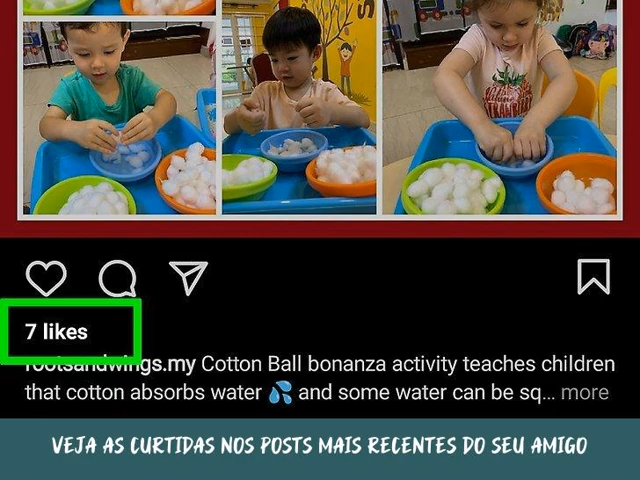 7 likes
rootsandwings.my Cotton Ball bonanza activity teaches children
that cotton absorbs water 💦 and some water can be sq... more
VEJA AS CURTIDAS NOS POSTS MAIS RECENTES DO SEU AMIGO